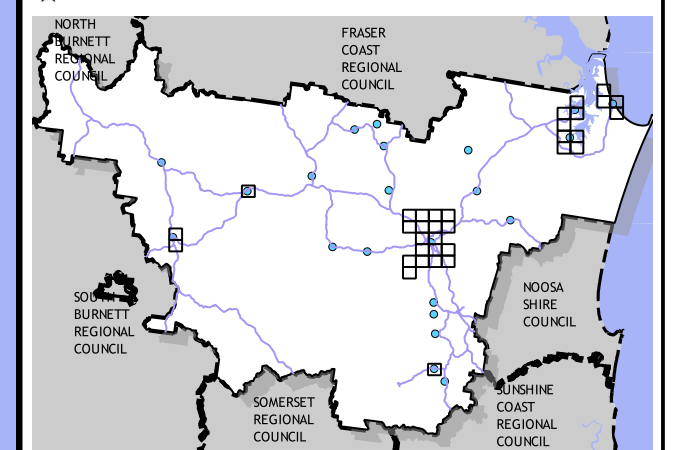 NORTH
BURNETT
REGIONAL
COUNCIL
FRASER
COAST
REGIONAL
COUNCIL
SOUTH
BURNETT
REGIONAL
COUNCIL
NOOSA
SHIRE
COUNCIL
SOMERSET
REGIONAL
COUNCIL
SUNSHINE
COAST
REGIONAL
COUNCIL